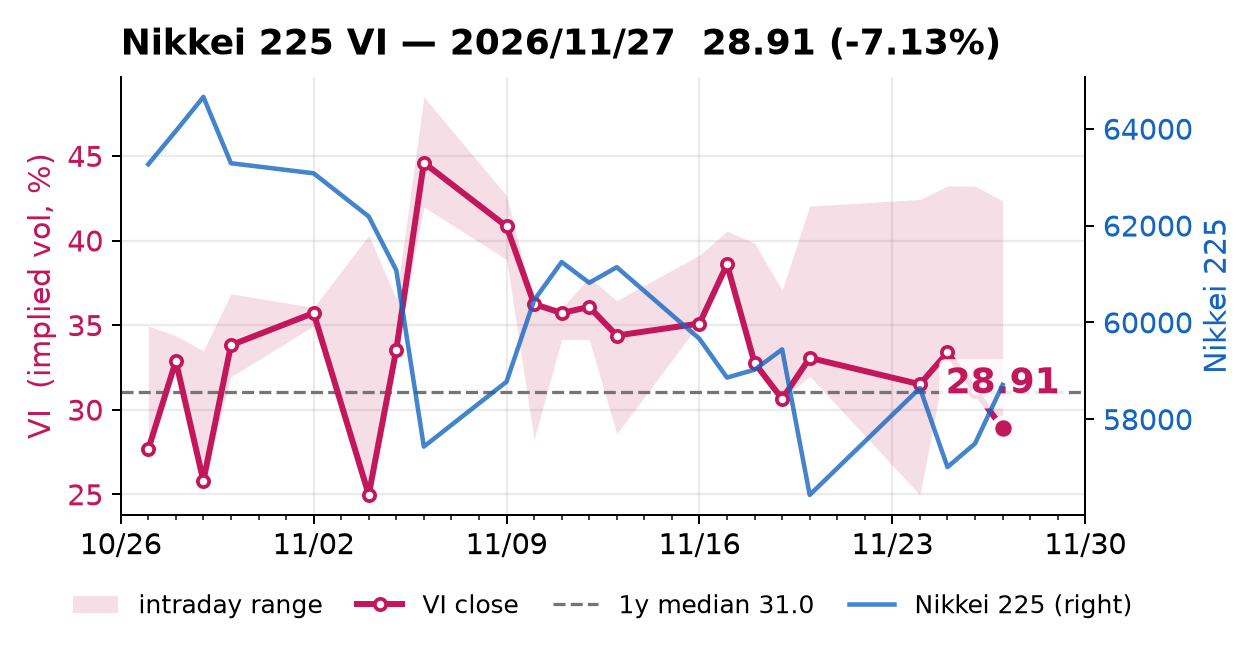 Nikkei 225 VI — 2026/11/27  28.91 (-7.13%)
VI (implied vol, %)
45
40
35
30
25
64000
62000
60000
58000
Nikkei 225
28.91
10/26
11/02
11/09
11/16
11/23
11/30
intraday range
VI close
1y median 31.0
Nikkei 225 (right)